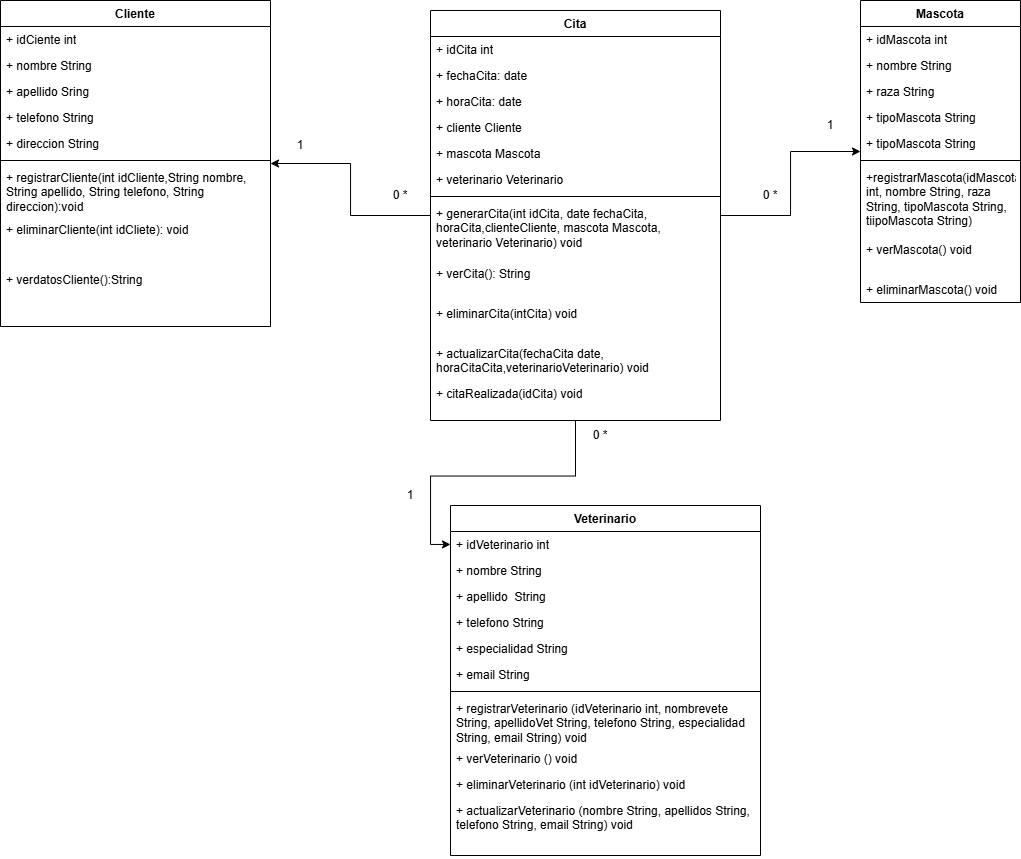 Cliente
+ idCiente int
+ nombre String
+ apellido Sring
+ telefono String
+ direccion String
+ registrarCliente(int idCliente,String nombre,
String apellido, String telefono, String
direccion):void
+ eliminarCliente(int idCliete): void
+ verdatosCliente():String
1
0 *
Cita
+ idCita int
+ fechaCita: date
+ horaCita: date
+ cliente Cliente
+ mascota Mascota
+ veterinario Veterinario
+ generarCita(int idCita, date fechaCita,
horaCita,clienteCliente, mascota Mascota,
veterinario Veterinario) void
+ verCita(): String
+ eliminarCita(intCita) void
+ actualizarCita(fechaCita date,
horaCitaCita,veterinarioVeterinario) void
+ citaRealizada(idCita) void
0 *
1
Mascota
+ idMascota int
+ nombre String
+ raza String
+ tipoMascota String
+ tipoMascota String
+registrarMascota(idMascota
int, nombre String, raza
String, tipoMascota String,
tiipoMascota String)
+ verMascota() void
+ eliminarMascota() void
0 *
1
Veterinario
+ idVeterinario int
+ nombre String
+ apellido  String
+ telefono String
+ especialidad String
+ email String
+ registrarVeterinario (idVeterinario int, nombrevete
String, apellidoVet String, telefono String, especialidad
String, email String) void
+ verVeterinario () void
+ eliminarVeterinario (int idVeterinario) void
+ actualizarVeterinario (nombre String, apellidos String,
telefono String, email String) void